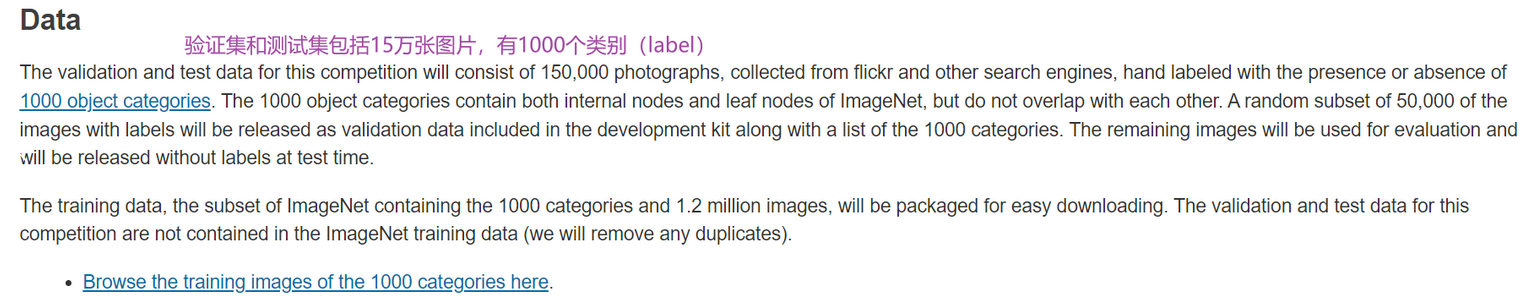 Data
验证集和测试集包括15万张图片，有1000个类别（label）
The validation and test data for this competition will consist of 150,000 photographs, collected from flickr and other search engines, hand labeled with the presence or absence of
1000 object categories. The 1000 object categories contain both internal nodes and leaf nodes of ImageNet, but do not overlap with each other. A random subset of 50,000 of the
images with labels will be released as validation data included in the development kit along with a list of the 1000 categories. The remaining images will be used for evaluation and
will be released without labels at test time.
The training data, the subset of ImageNet containing the 1000 categories and 1.2 million images, will be packaged for easy downloading. The validation and test data for this
competition are not contained in the ImageNet training data (we will remove any duplicates).
• Browse the training images of the 1000 categories here.